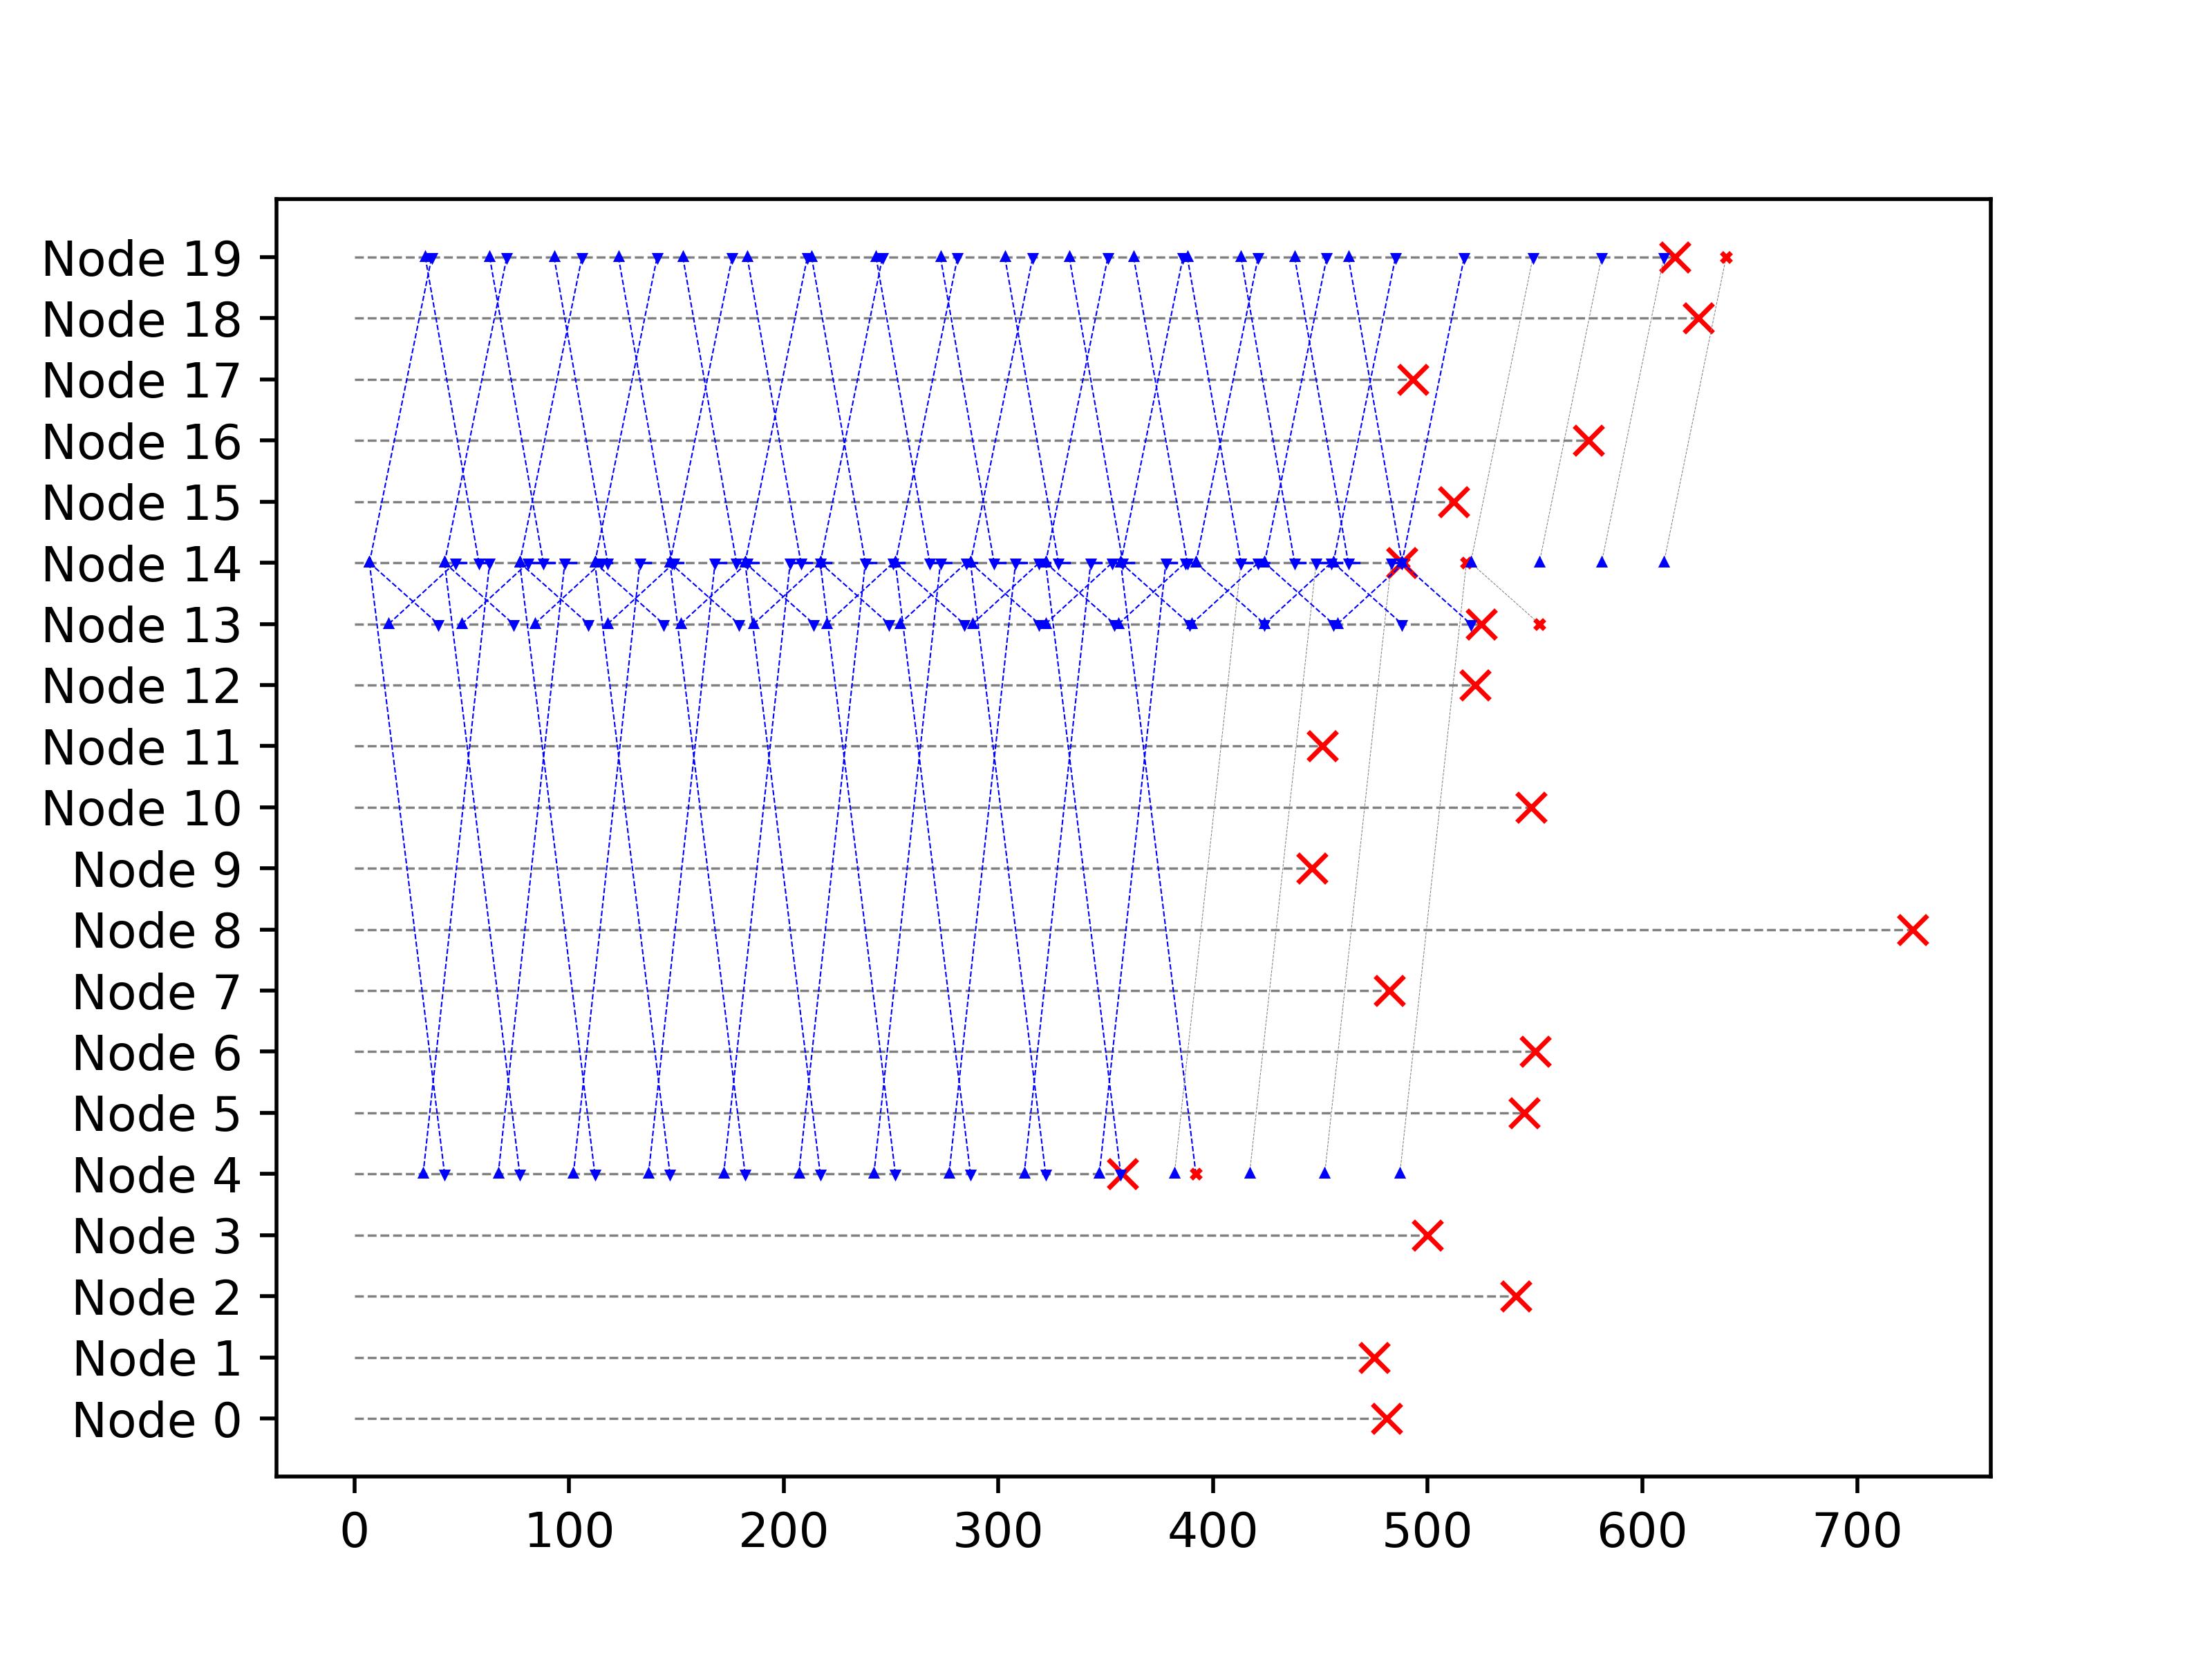 Node 19
Node 18
Node 17
Node 16
Node 15
Node 14
Node 13
Node 12
Node 11
Node 10
Node 9
Node 8
Node 7
Node 6
Node 5
Node 4
Node 3
Node 2
Node 1
Node 0
0 100 200 300 400 500 600 700